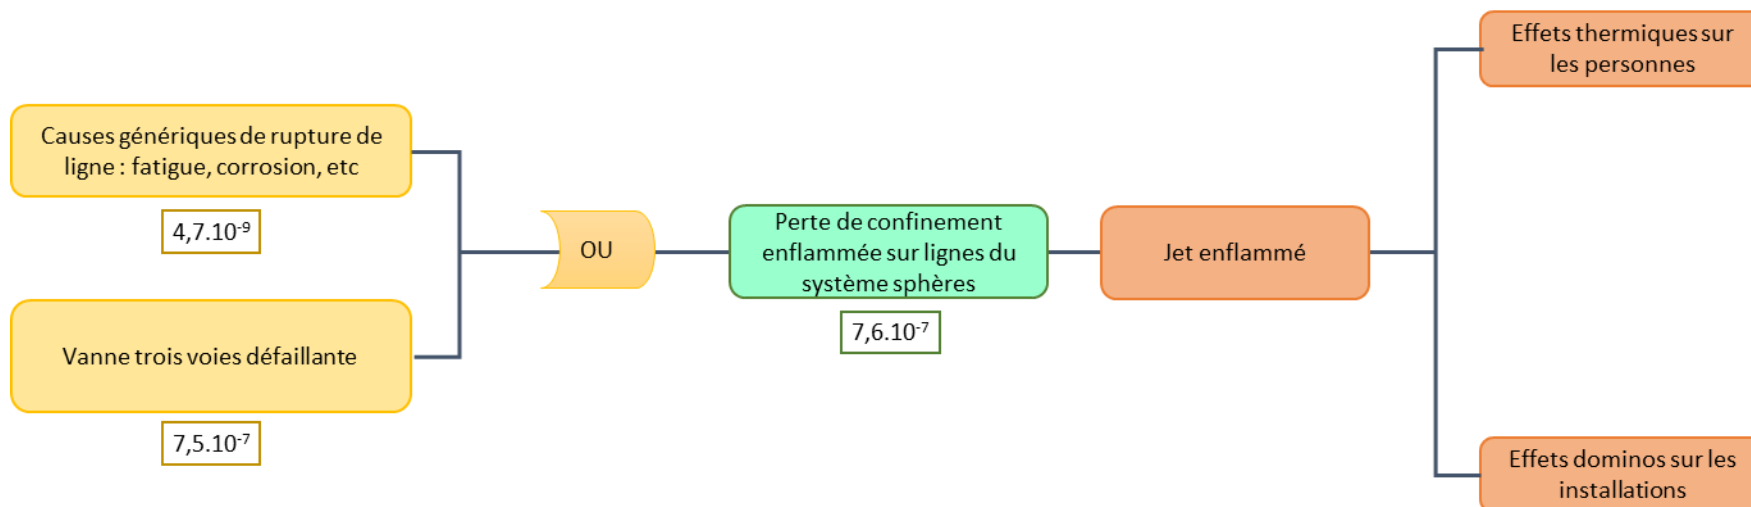 Effets thermiques sur
les personnes
Causes génériques de rupture de
ligne : fatigue, corrosion, etc
4,7.10⁻⁹
OU
Perte de confinement
enflammée sur lignes du
système sphères
7,6.10⁻⁷
Jet enflammé
Vanne trois voies défaillante
7,5.10⁻⁷
Effets dominos sur les
installations